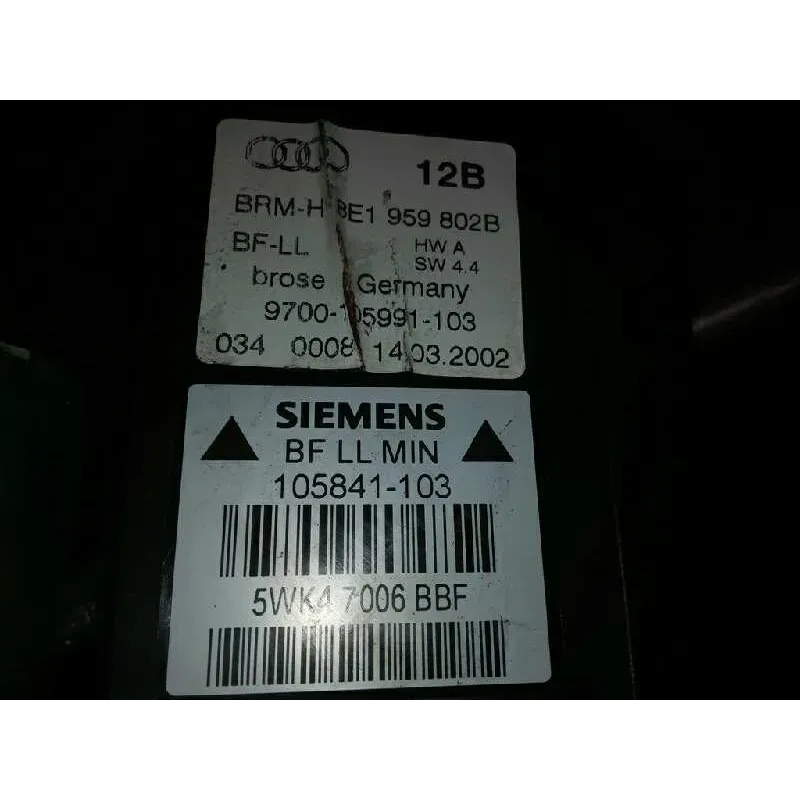 12B
BRM-H 8E1 959 802B
BF-LL HW A
SW 4.4
brose Germany
9700-105991-103
034 0008 14.03.2002
SIEMENS
BF LL MIN
105841-103
5WK4 7006 BBF